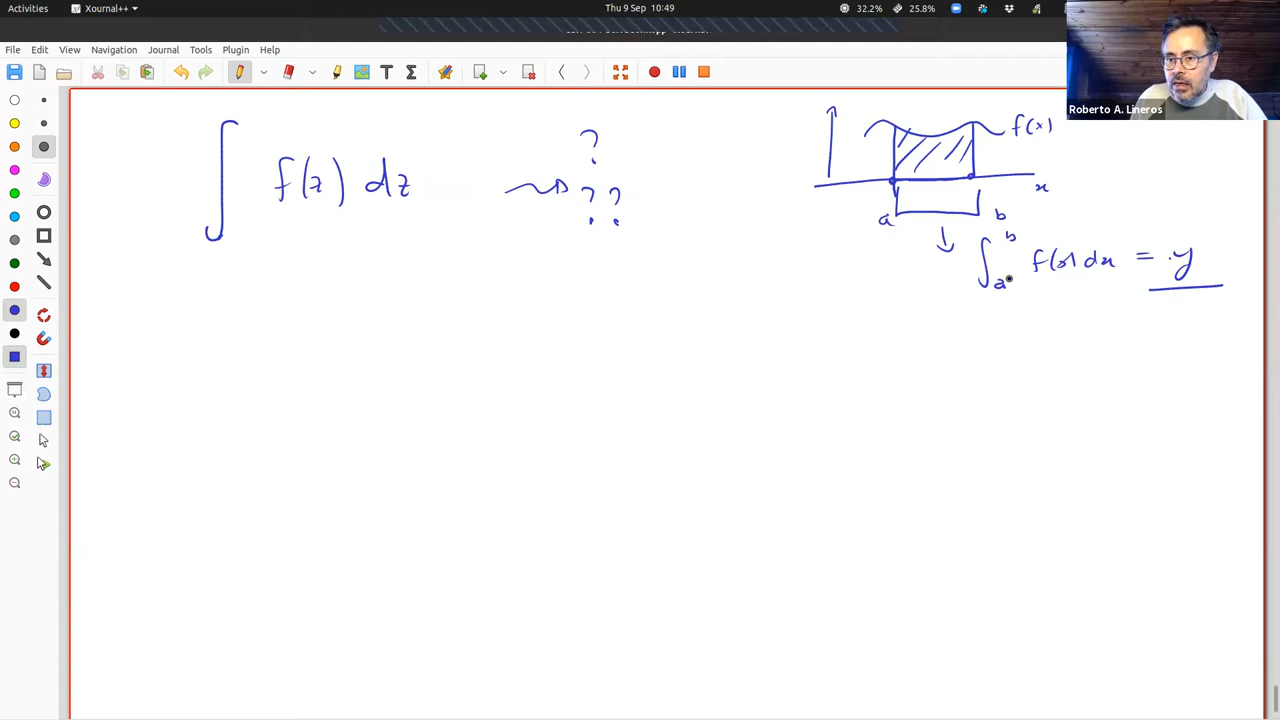 Activities
Xournal++
Thu 9 Sep 10:49
32.2%
25.8%
File Edit View Navigation Journal Tools Plugin Help
Roberto A. Lineros
∫ f(z) dz ⇝ ? ? ?
f(x)
x
a b
∫_a^b f(x) dx = y